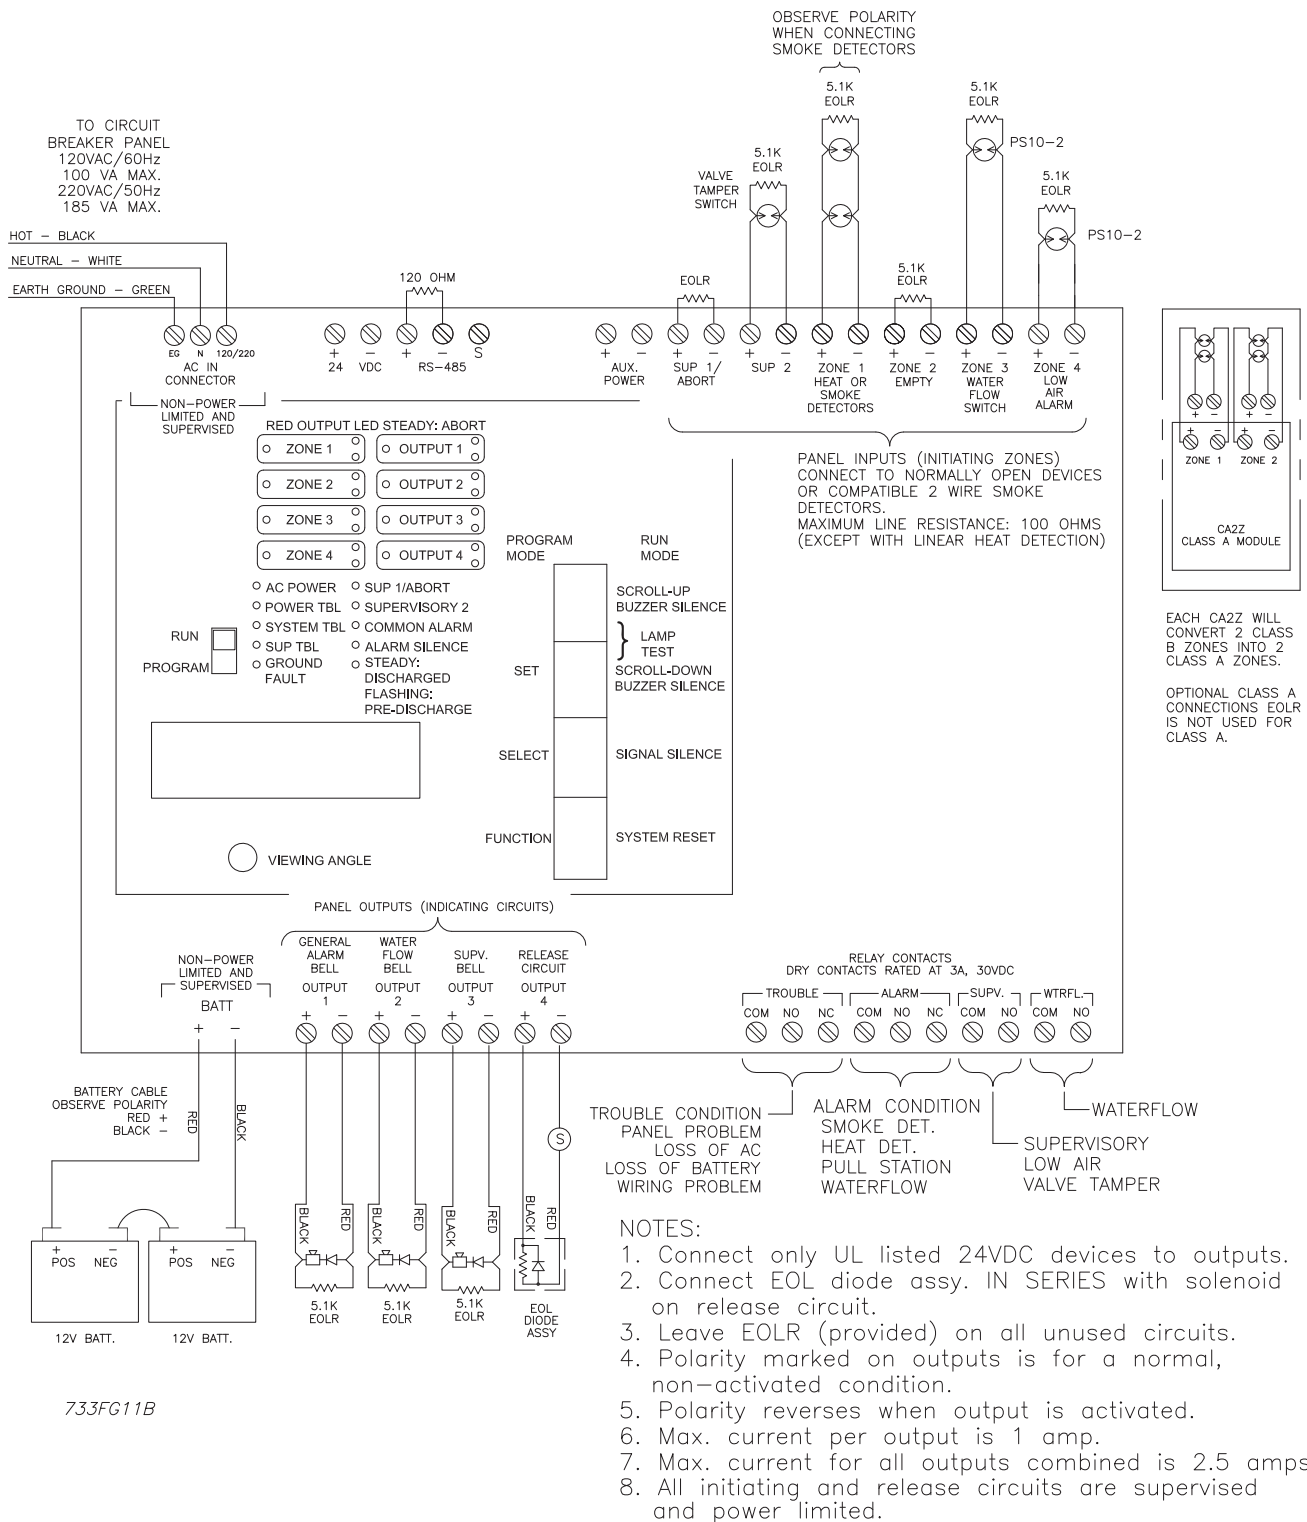 OBSERVE POLARITY
WHEN CONNECTING
SMOKE DETECTORS
TO CIRCUIT
BREAKER PANEL
120VAC/60Hz
100 VA MAX.
220VAC/50Hz
185 VA MAX.
HOT – BLACK
NEUTRAL – WHITE
EARTH GROUND – GREEN
120 OHM
EOLR
VALVE
TAMPER
SWITCH
5.1K
EOLR
5.1K
EOLR
5.1K
EOLR
5.1K
EOLR
PS10–2
5.1K
EOLR
PS10–2
EG N 120/220
AC IN
CONNECTOR
+ –
24 VDC
+ – S
RS–485
+ –
AUX.
POWER
+ –
SUP 1/
ABORT
+ –
SUP 2
+ –
ZONE 1
HEAT OR
SMOKE
DETECTORS
+ –
ZONE 2
EMPTY
+ –
ZONE 3
WATER
FLOW
SWITCH
+ –
ZONE 4
LOW
AIR
ALARM
NON–POWER
LIMITED AND
SUPERVISED
PANEL INPUTS (INITIATING ZONES)
CONNECT TO NORMALLY OPEN DEVICES
OR COMPATIBLE 2 WIRE SMOKE
DETECTORS.
MAXIMUM LINE RESISTANCE: 100 OHMS
(EXCEPT WITH LINEAR HEAT DETECTION)
+ – + –
+ – + –
ZONE 1 ZONE 2
CA2Z
CLASS A MODULE
EACH CA2Z WILL
CONVERT 2 CLASS
B ZONES INTO 2
CLASS A ZONES.
OPTIONAL CLASS A
CONNECTIONS EOLR
IS NOT USED FOR
CLASS A.
RED OUTPUT LED STEADY: ABORT
ZONE 1 OUTPUT 1
ZONE 2 OUTPUT 2
ZONE 3 OUTPUT 3
ZONE 4 OUTPUT 4
AC POWER SUP 1/ABORT
POWER TBL SUPERVISORY 2
SYSTEM TBL COMMON ALARM
SUP TBL ALARM SILENCE
GROUND
FAULT
STEADY:
DISCHARGED
FLASHING:
PRE-DISCHARGE
RUN
PROGRAM
PROGRAM
MODE
RUN
MODE
SCROLL-UP
BUZZER SILENCE
LAMP
TEST
SET
SCROLL-DOWN
BUZZER SILENCE
SELECT
SIGNAL SILENCE
FUNCTION
SYSTEM RESET
VIEWING ANGLE
PANEL OUTPUTS (INDICATING CIRCUITS)
NON–POWER
LIMITED AND
SUPERVISED
BATT
+ –
GENERAL
ALARM
BELL
OUTPUT
1
+ –
WATER
FLOW
BELL
OUTPUT
2
+ –
SUPV.
BELL
OUTPUT
3
+ –
RELEASE
CIRCUIT
OUTPUT
4
+ –
RELAY CONTACTS
DRY CONTACTS RATED AT 3A, 30VDC
TROUBLE ALARM SUPV. WTRFL.
COM NO NC COM NO NC COM NO COM NO
BATTERY CABLE
OBSERVE POLARITY
RED +
BLACK –
RED
BLACK
TROUBLE CONDITION
PANEL PROBLEM
LOSS OF AC
LOSS OF BATTERY
WIRING PROBLEM
ALARM CONDITION
SMOKE DET.
HEAT DET.
PULL STATION
WATERFLOW
SUPERVISORY
LOW AIR
VALVE TAMPER
WATERFLOW
S
BLACK RED
BLACK RED
BLACK RED
BLACK RED
+ – + –
POS NEG POS NEG
12V BATT. 12V BATT.
5.1K
EOLR
5.1K
EOLR
5.1K
EOLR
EOL
DIODE
ASSY
733FG11B
NOTES:
1. Connect only UL listed 24VDC devices to outputs.
2. Connect EOL diode assy. IN SERIES with solenoid
on release circuit.
3. Leave EOLR (provided) on all unused circuits.
4. Polarity marked on outputs is for a normal,
non–activated condition.
5. Polarity reverses when output is activated.
6. Max. current per output is 1 amp.
7. Max. current for all outputs combined is 2.5 amps
8. All initiating and release circuits are supervised
and power limited.